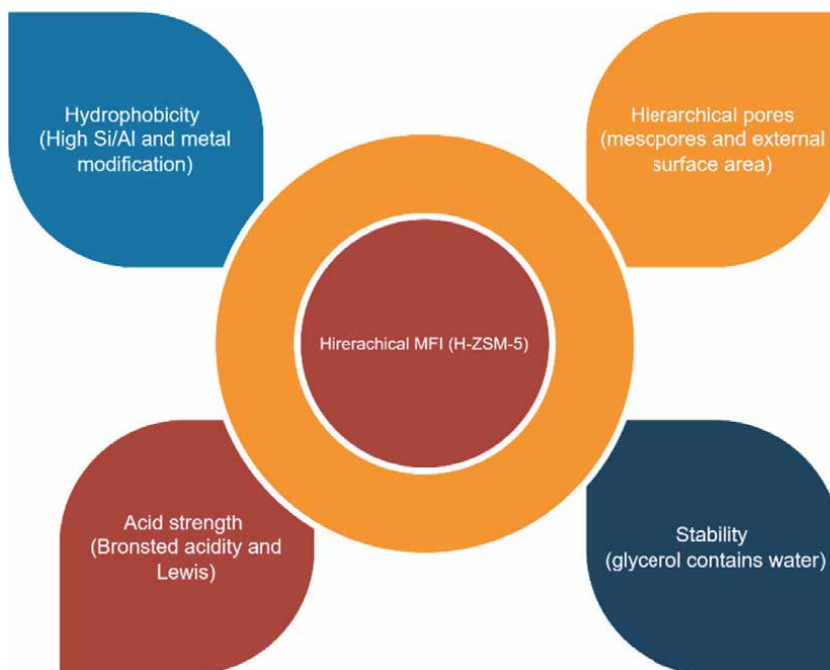 Hydrophobicity
(High Si/Al and metal
modification)
Hierarchical pores
(mesopores and external
surface area)
Hirerachical MFI (H-ZSM-5)
Acid strength
(Bronsted acidity and
Lewis)
Stability
(glycerol contains water)